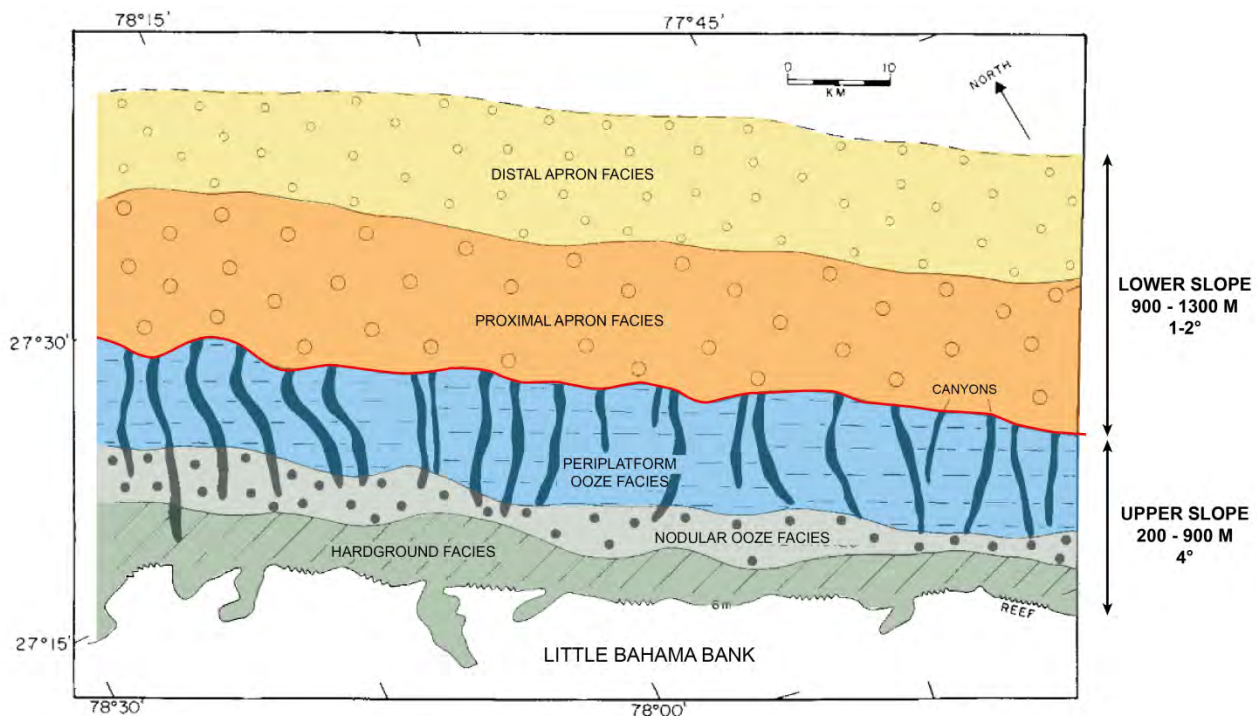 78°15'
77°45'
0 10
KM
NORTH
DISTAL APRON FACIES
PROXIMAL APRON FACIES
LOWER SLOPE
900 - 1300 M
1-2°
27°30'
CANYONS
PERIPLATFORM
OOZE FACIES
UPPER SLOPE
200 - 900 M
4°
NODULAR OOZE FACIES
HARDGROUND FACIES
6m
REEF
27°15'
LITTLE BAHAMA BANK
78°30'
78°00'